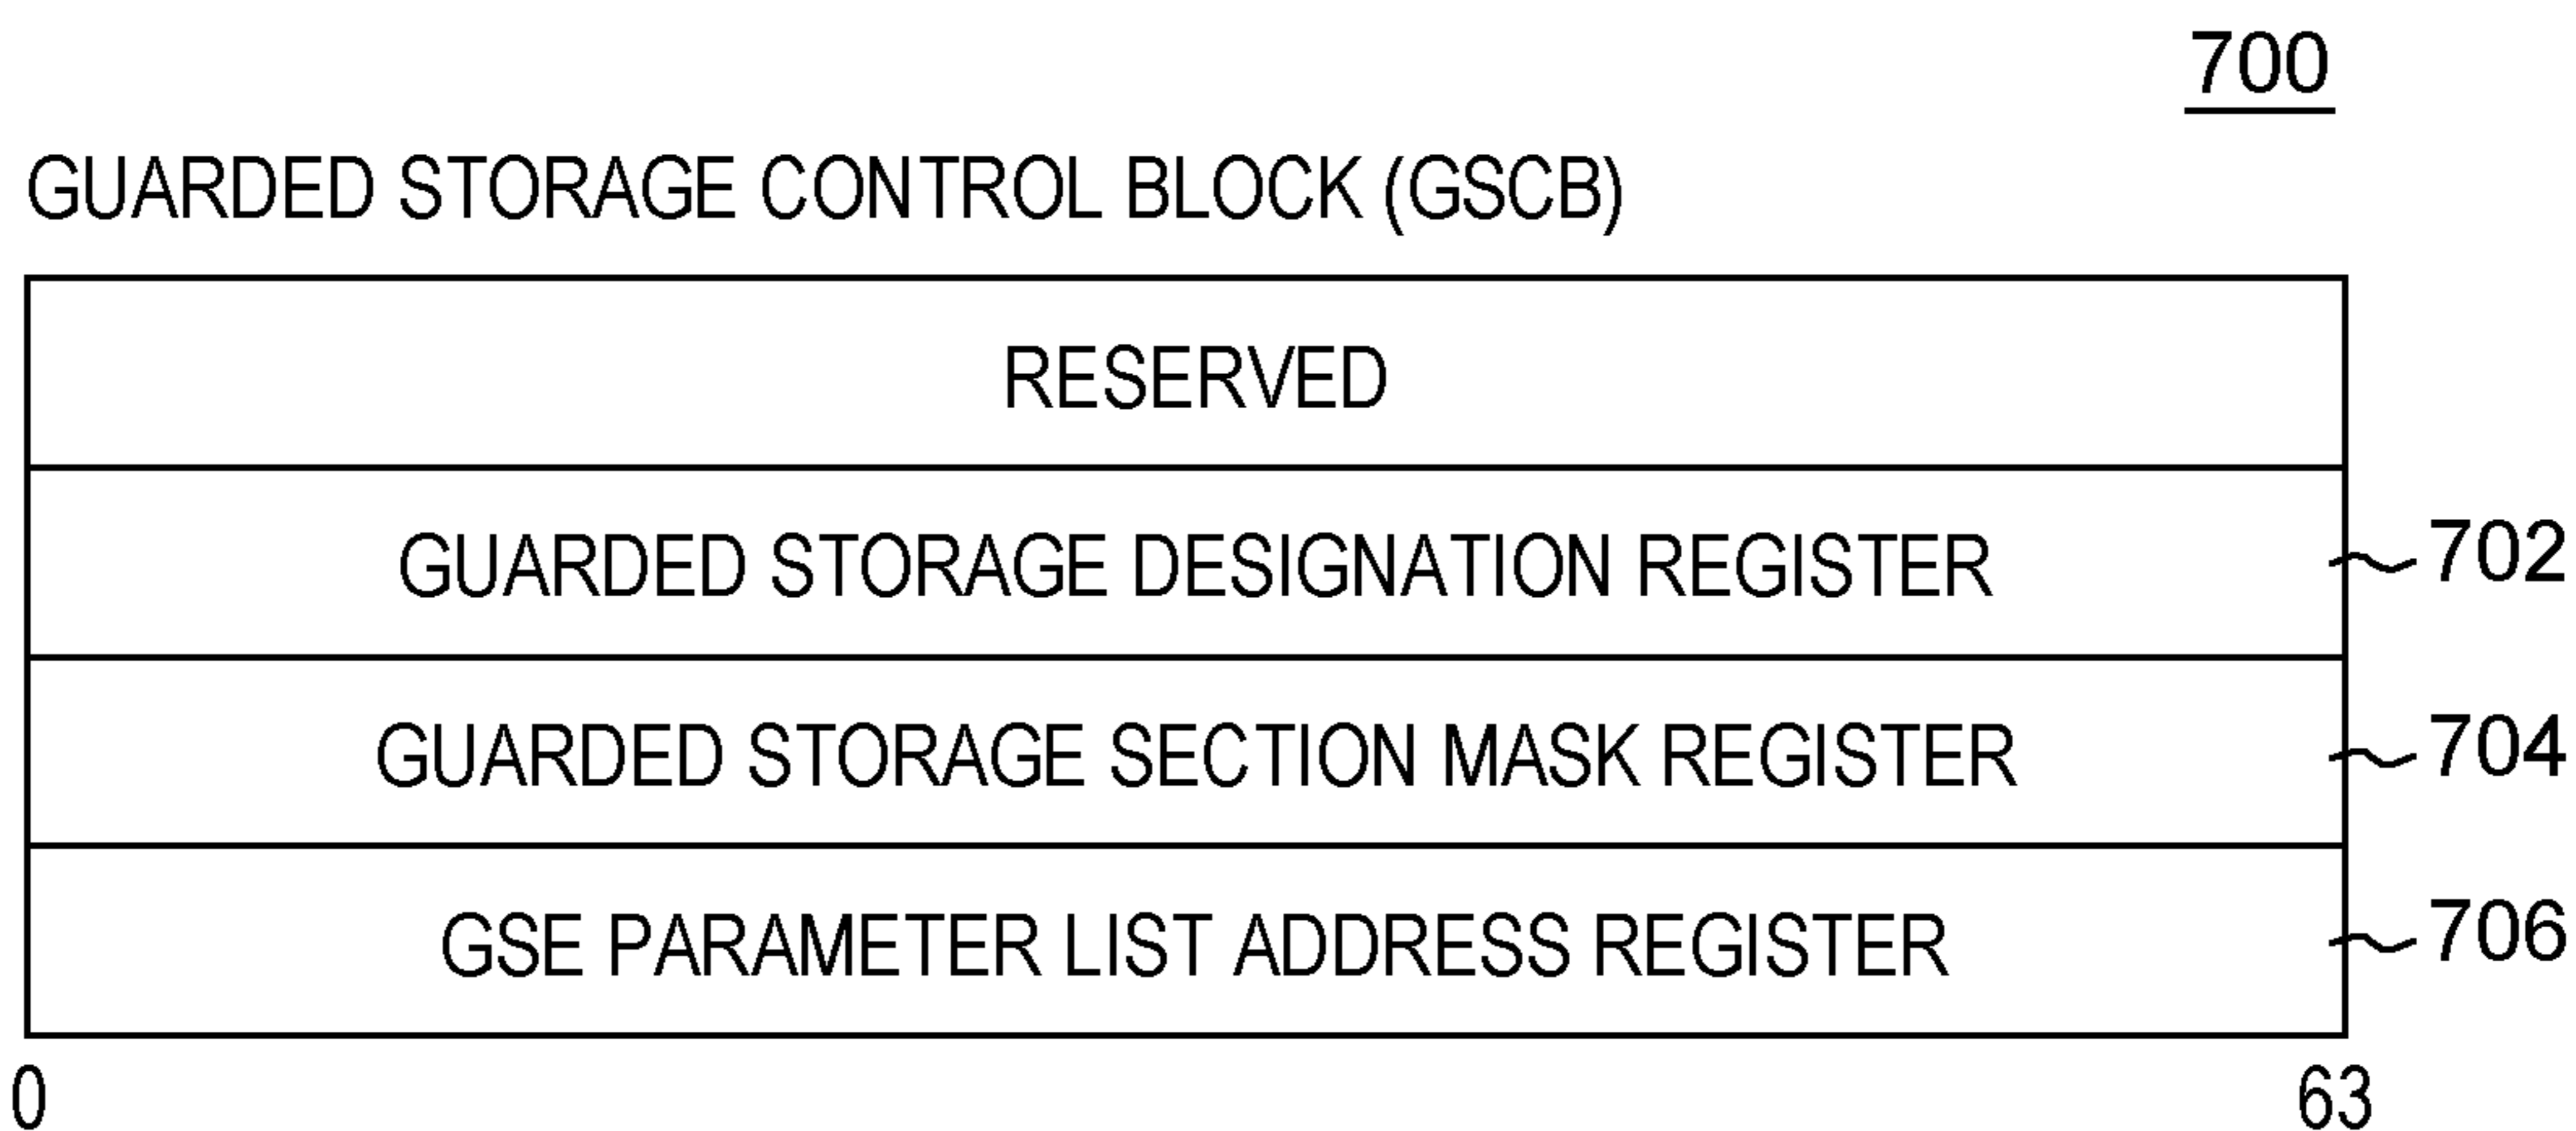 700
GUARDED STORAGE CONTROL BLOCK (GSCB)
RESERVED
GUARDED STORAGE DESIGNATION REGISTER 702
GUARDED STORAGE SECTION MASK REGISTER 704
GSE PARAMETER LIST ADDRESS REGISTER 706
0 63